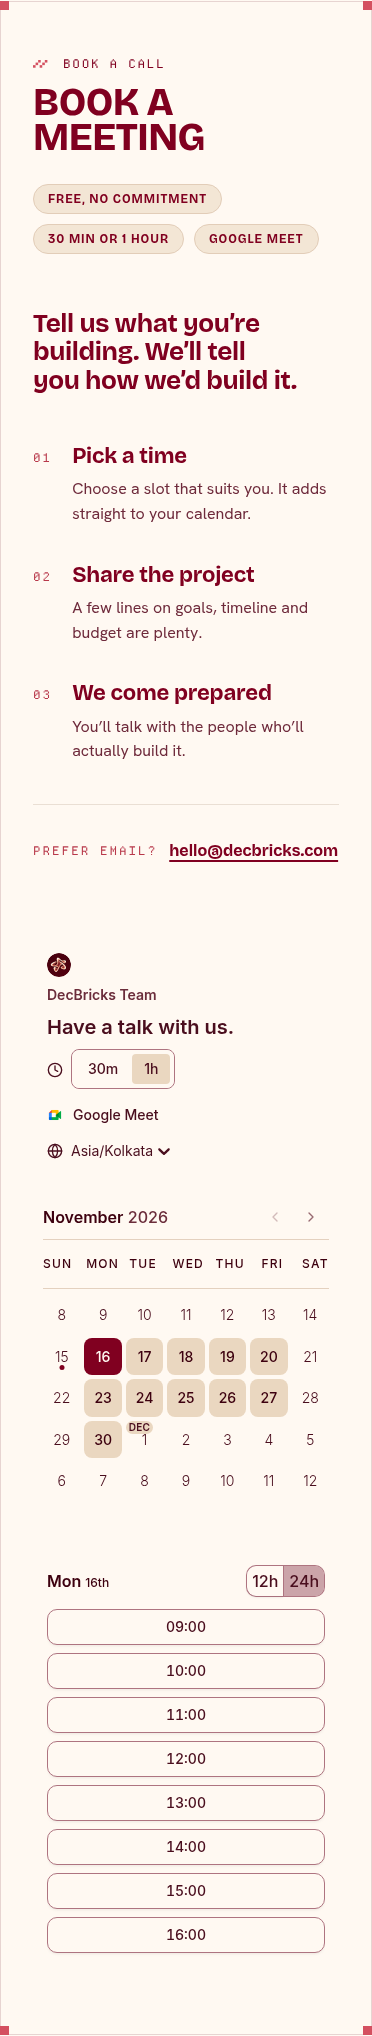 BOOK A CALL
BOOK A
MEETING
FREE, NO COMMITMENT
30 MIN OR 1 HOUR GOOGLE MEET
Tell us what you’re
building. We’ll tell
you how we’d build it.
01 Pick a time
Choose a slot that suits you. It adds
straight to your calendar.
02 Share the project
A few lines on goals, timeline and
budget are plenty.
03 We come prepared
You’ll talk with the people who’ll
actually build it.
PREFER EMAIL? hello@decbricks.com
DecBricks Team
Have a talk with us.
30m 1h
Google Meet
Asia/Kolkata
November 2026
SUN MON TUE WED THU FRI SAT
8 9 10 11 12 13 14
15 16 17 18 19 20 21
22 23 24 25 26 27 28
DEC
29 30 1 2 3 4 5
6 7 8 9 10 11 12
Mon 16th 12h 24h
09:00
10:00
11:00
12:00
13:00
14:00
15:00
16:00